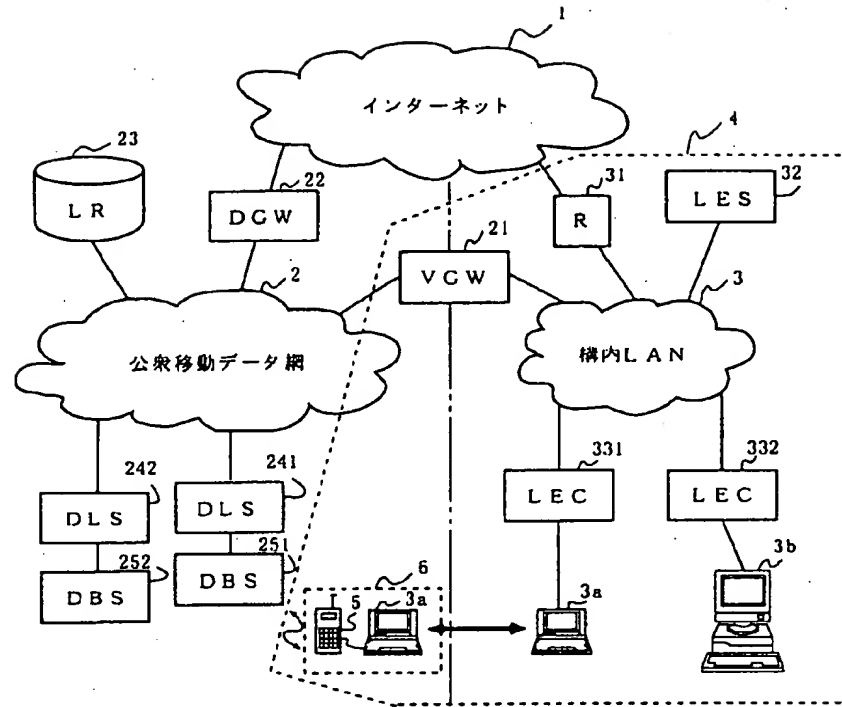 1
インターネット
4
23
LR
22
DGW
31
R
32
LES
21
VGW
2
公衆移動データ網
3
構内LAN
242
DLS
241
DLS
331
LEC
332
LEC
252
DBS
251
DBS
6
5
3a
3a
3b